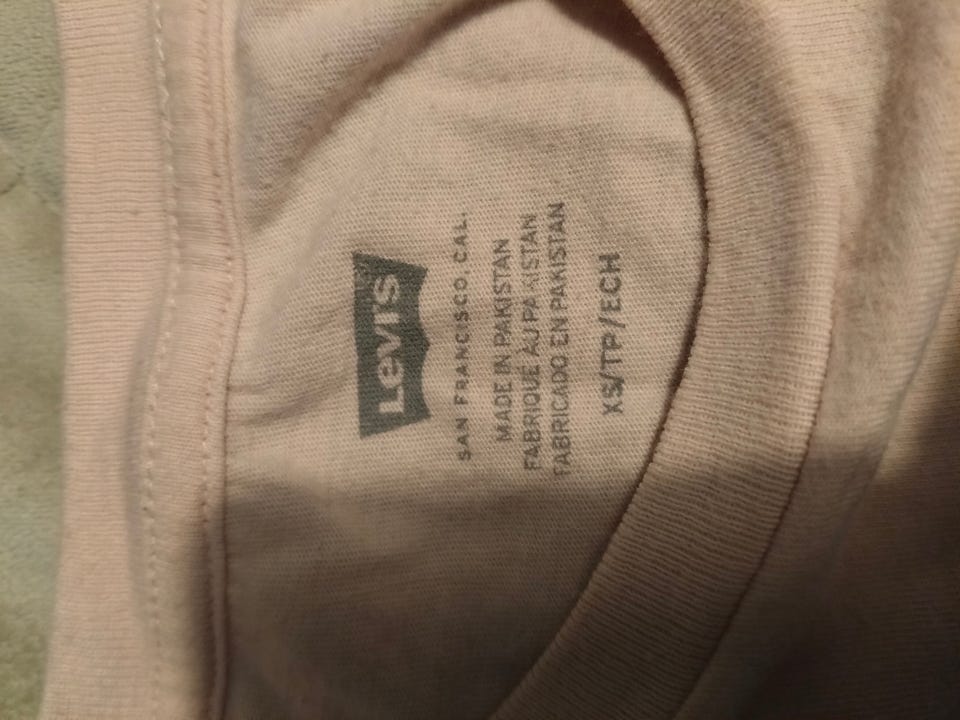 Levi's
SAN FRANCISCO, CAL.
MADE IN PAKISTAN
FABRIQUÉ AU PAKISTAN
FABRICADO EN PAKISTAN
XS/TP/ECH